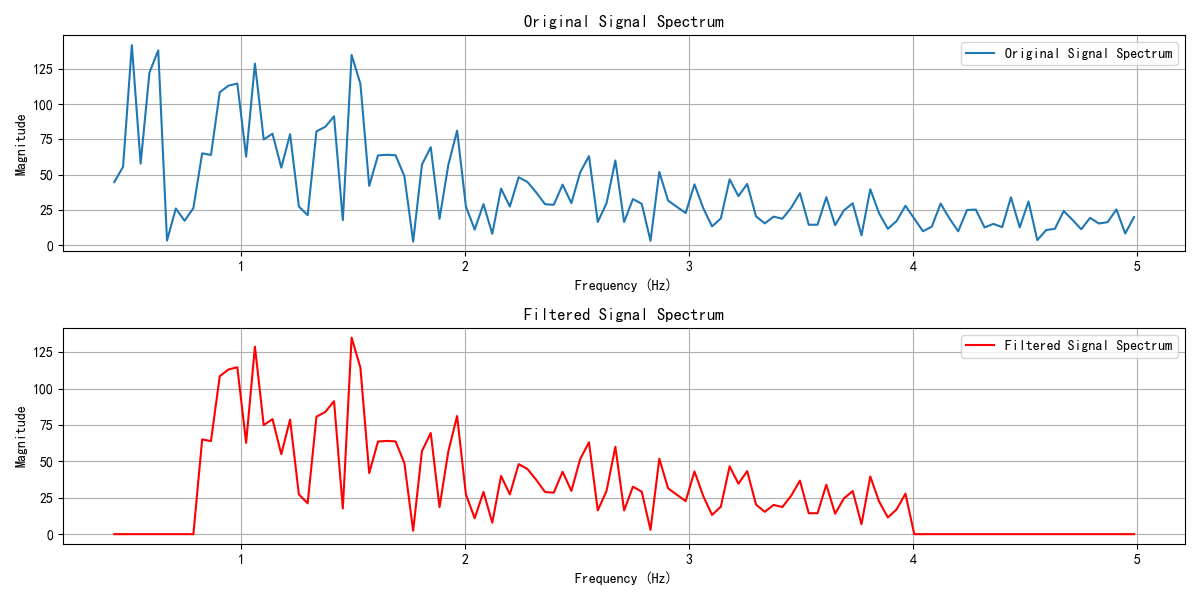 Original Signal Spectrum
Original Signal Spectrum
Magnitude
125
100
75
50
25
0
1 2 3 4 5
Frequency (Hz)
Filtered Signal Spectrum
Filtered Signal Spectrum
Magnitude
125
100
75
50
25
0
1 2 3 4 5
Frequency (Hz)